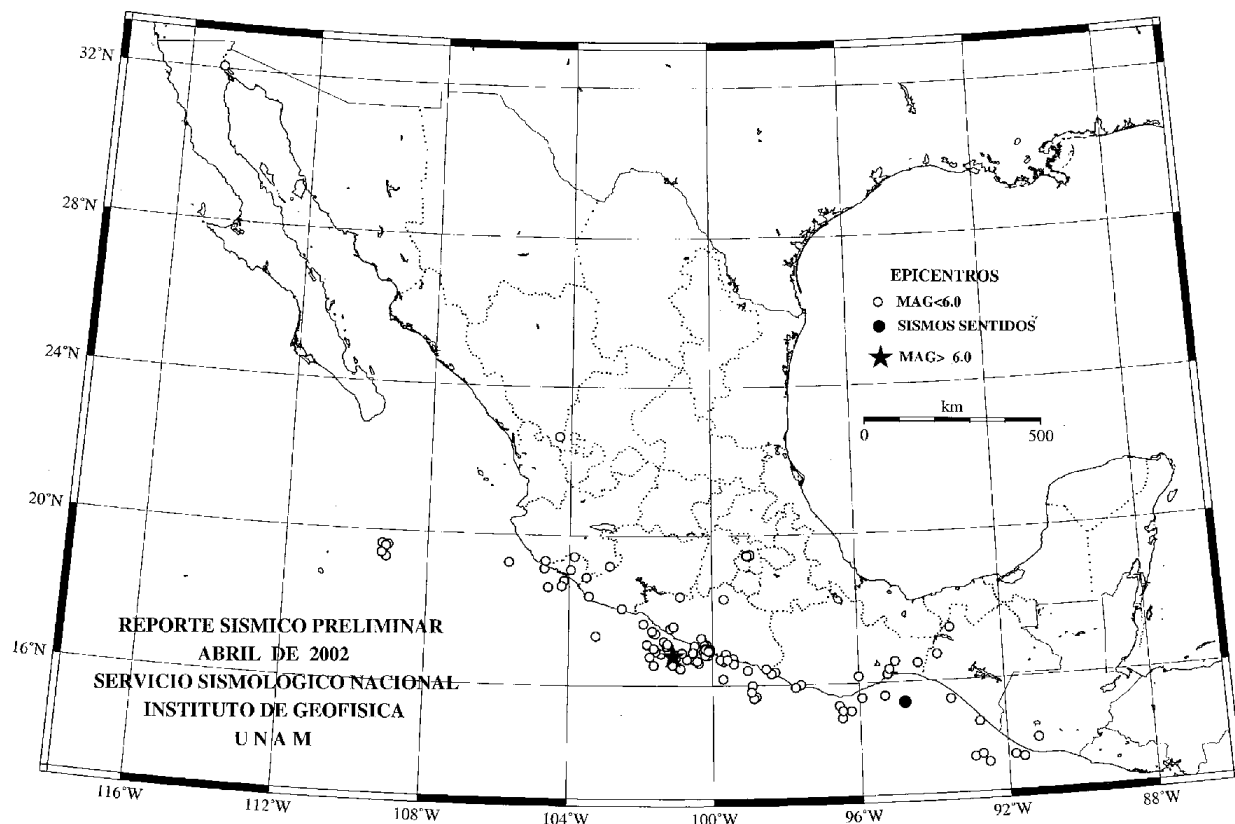 32˚N
28˚N
24˚N
20˚N
16˚N
EPICENTROS
MAG<6.0
SISMOS SENTIDOS
MAG> 6.0
km
0 500
REPORTE SISMICO PRELIMINAR
ABRIL DE 2002
SERVICIO SISMOLOGICO NACIONAL
INSTITUTO DE GEOFISICA
U N A M
116˚W 112˚W 108˚W 104˚W 100˚W 96˚W 92˚W 88˚W